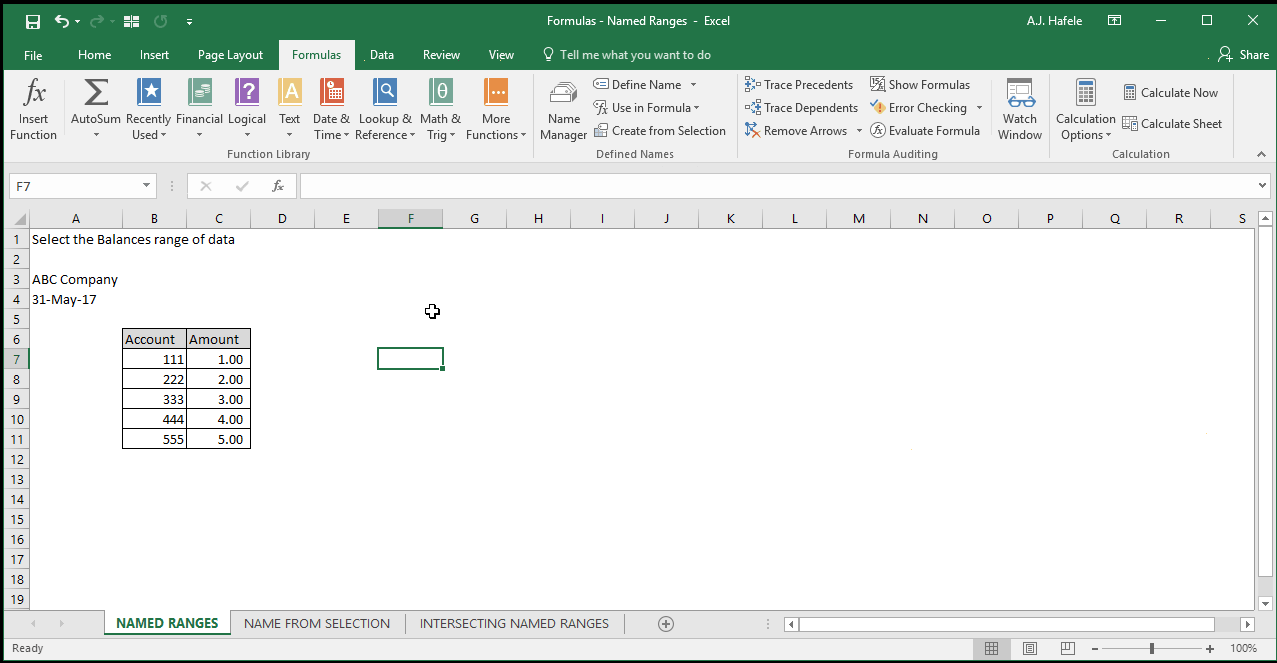 Formulas - Named Ranges - Excel
A.J. Hafele
File Home Insert Page Layout Formulas Data Review View Tell me what you want to do Share
fx Insert Function
AutoSum
Recently Used
Financial
Logical
Text
Date & Time
Lookup & Reference
Math & Trig
More Functions
Function Library
Name Manager
Define Name
Use in Formula
Create from Selection
Defined Names
Trace Precedents
Trace Dependents
Remove Arrows
Show Formulas
Error Checking
Evaluate Formula
Formula Auditing
Watch Window
Calculation Options
Calculate Now
Calculate Sheet
Calculation
F7 fx
A B C D E F G H I J K L M N O P Q R S
1 Select the Balances range of data
2
3 ABC Company
4 31-May-17
5
6 Account Amount
7 111 1.00
8 222 2.00
9 333 3.00
10 444 4.00
11 555 5.00
12
13
14
15
16
17
18
19
NAMED RANGES NAME FROM SELECTION INTERSECTING NAMED RANGES
Ready 100%